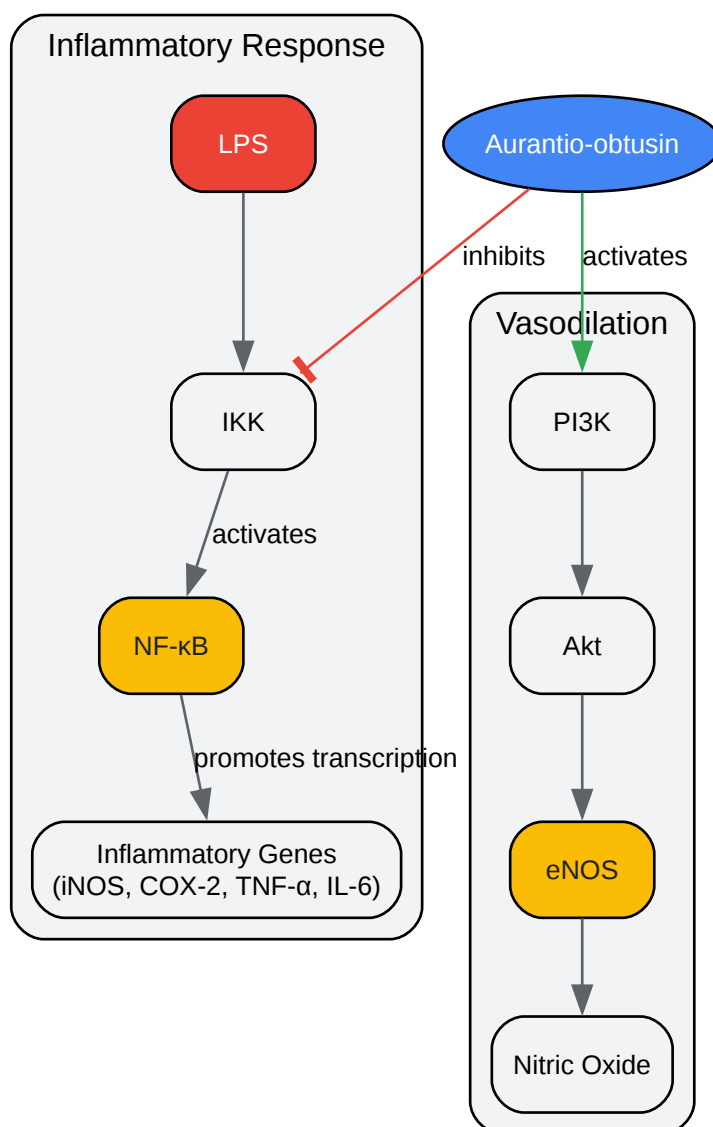 Inflammatory Response
LPS
Aurantio-obtusin
inhibits
activates
Vasodilation
IKK
PI3K
activates
NF-κB
Akt
promotes transcription
Inflammatory Genes
(iNOS, COX-2, TNF-α, IL-6)
eNOS
Nitric Oxide